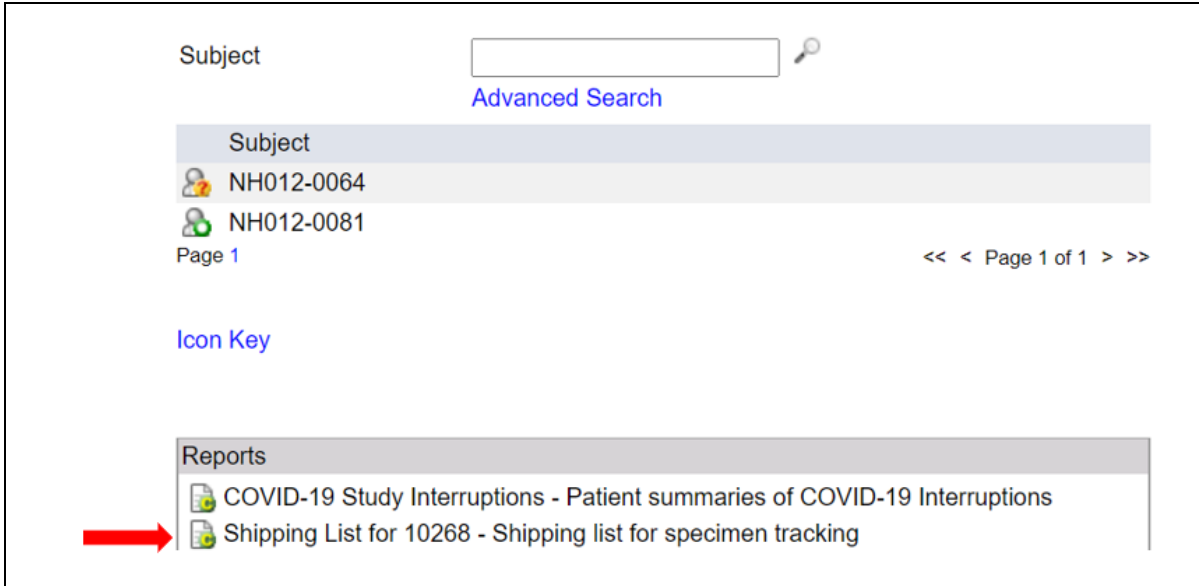 Subject
Advanced Search
Subject
NH012-0064
NH012-0081
Page 1 << < Page 1 of 1 > >>
Icon Key
Reports
COVID-19 Study Interruptions - Patient summaries of COVID-19 Interruptions
Shipping List for 10268 - Shipping list for specimen tracking